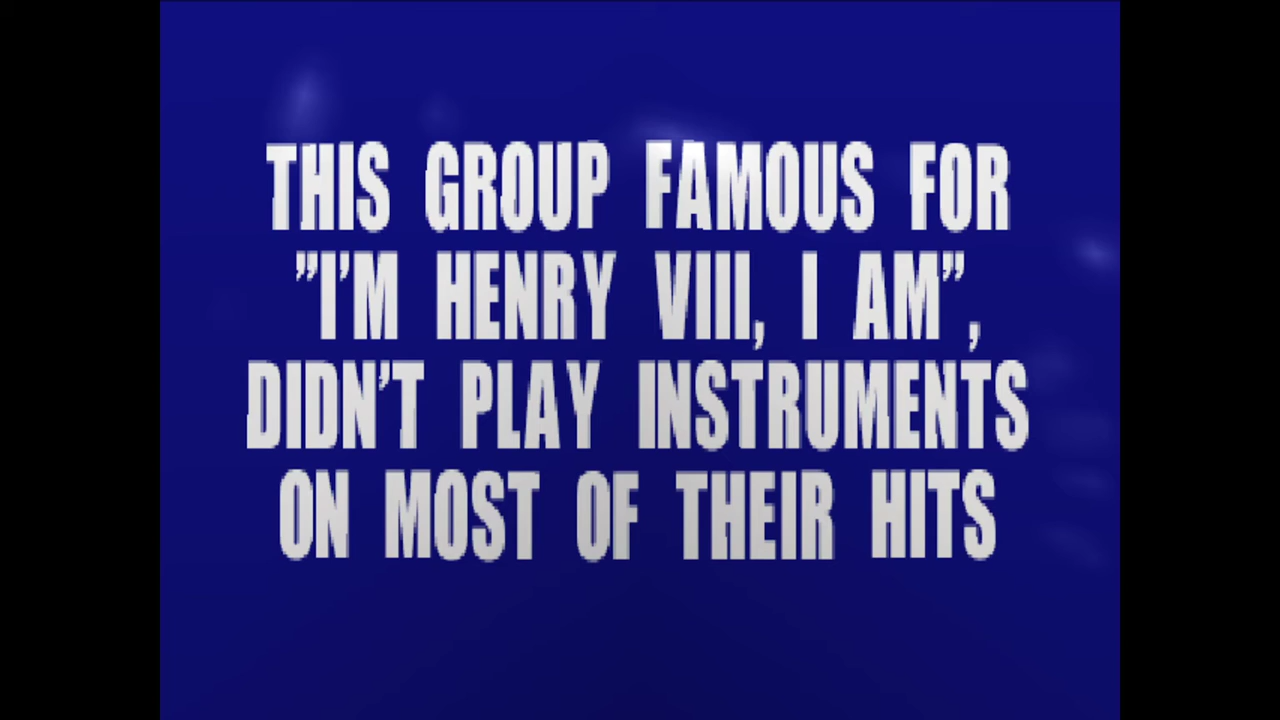 THIS GROUP FAMOUS FOR
"I'M HENRY VIII, I AM",
DIDN'T PLAY INSTRUMENTS
ON MOST OF THEIR HITS